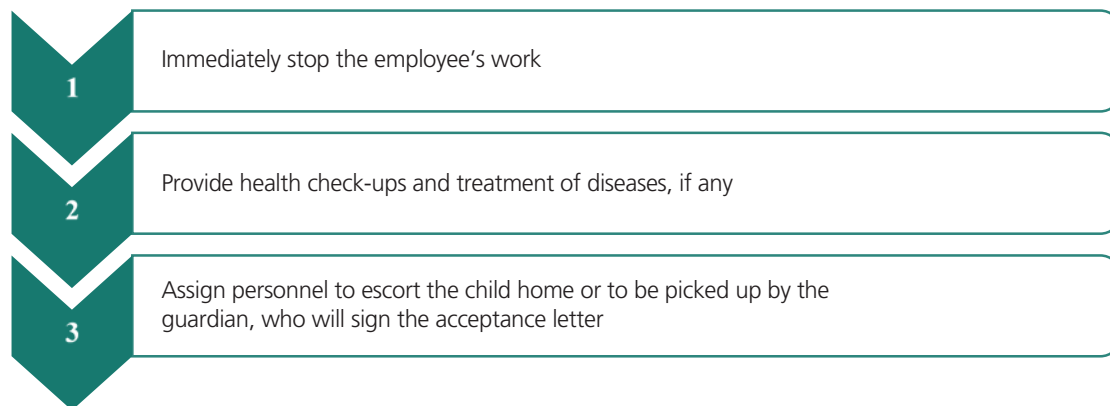 1
Immediately stop the employee’s work
2
Provide health check-ups and treatment of diseases, if any
3
Assign personnel to escort the child home or to be picked up by the
guardian, who will sign the acceptance letter